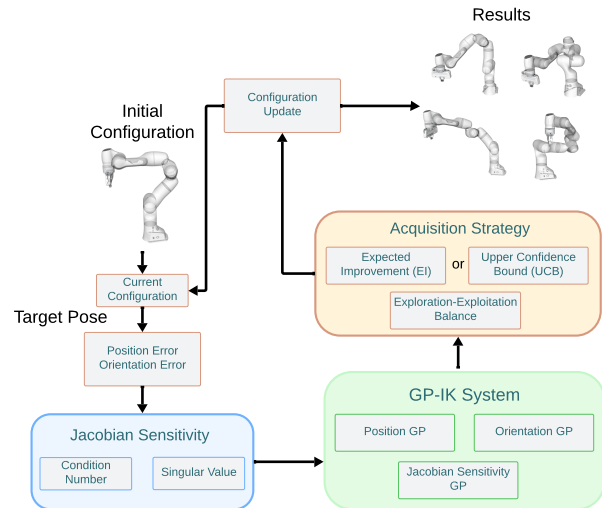 Results
Configuration
Update
Initial
Configuration
Acquisition Strategy
Expected
Improvement (EI)
or
Upper Confidence
Bound (UCB)
Exploration-Exploitation
Balance
Current
Configuration
Target Pose
Position Error
Orientation Error
GP-IK System
Position GP
Orientation GP
Jacobian Sensitivity
GP
Jacobian Sensitivity
Condition
Number
Singular Value